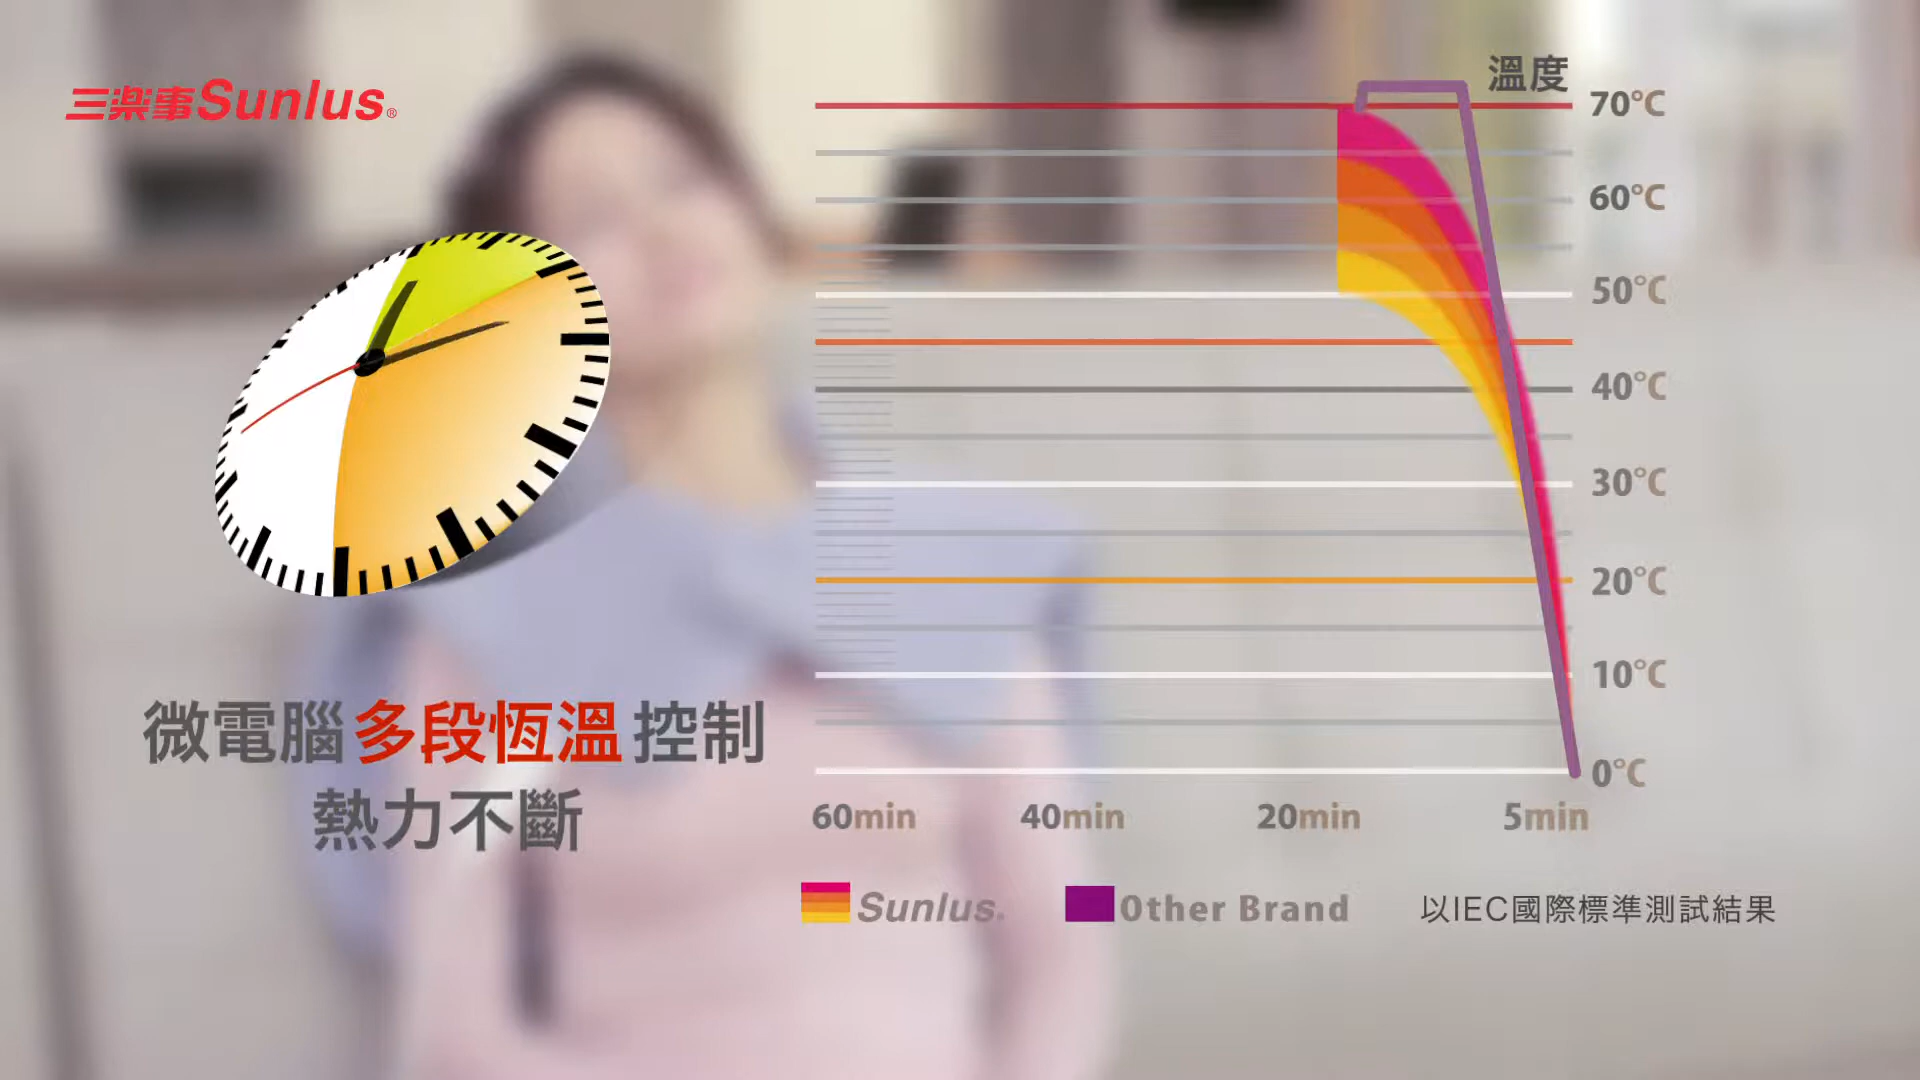 三楽事Sunlus®
溫度
70°C
60°C
50°C
40°C
30°C
20°C
10°C
0°C
60min 40min 20min 5min
微電腦多段恆溫控制
熱力不斷
Sunlus® Other Brand 以IEC國際標準測試結果